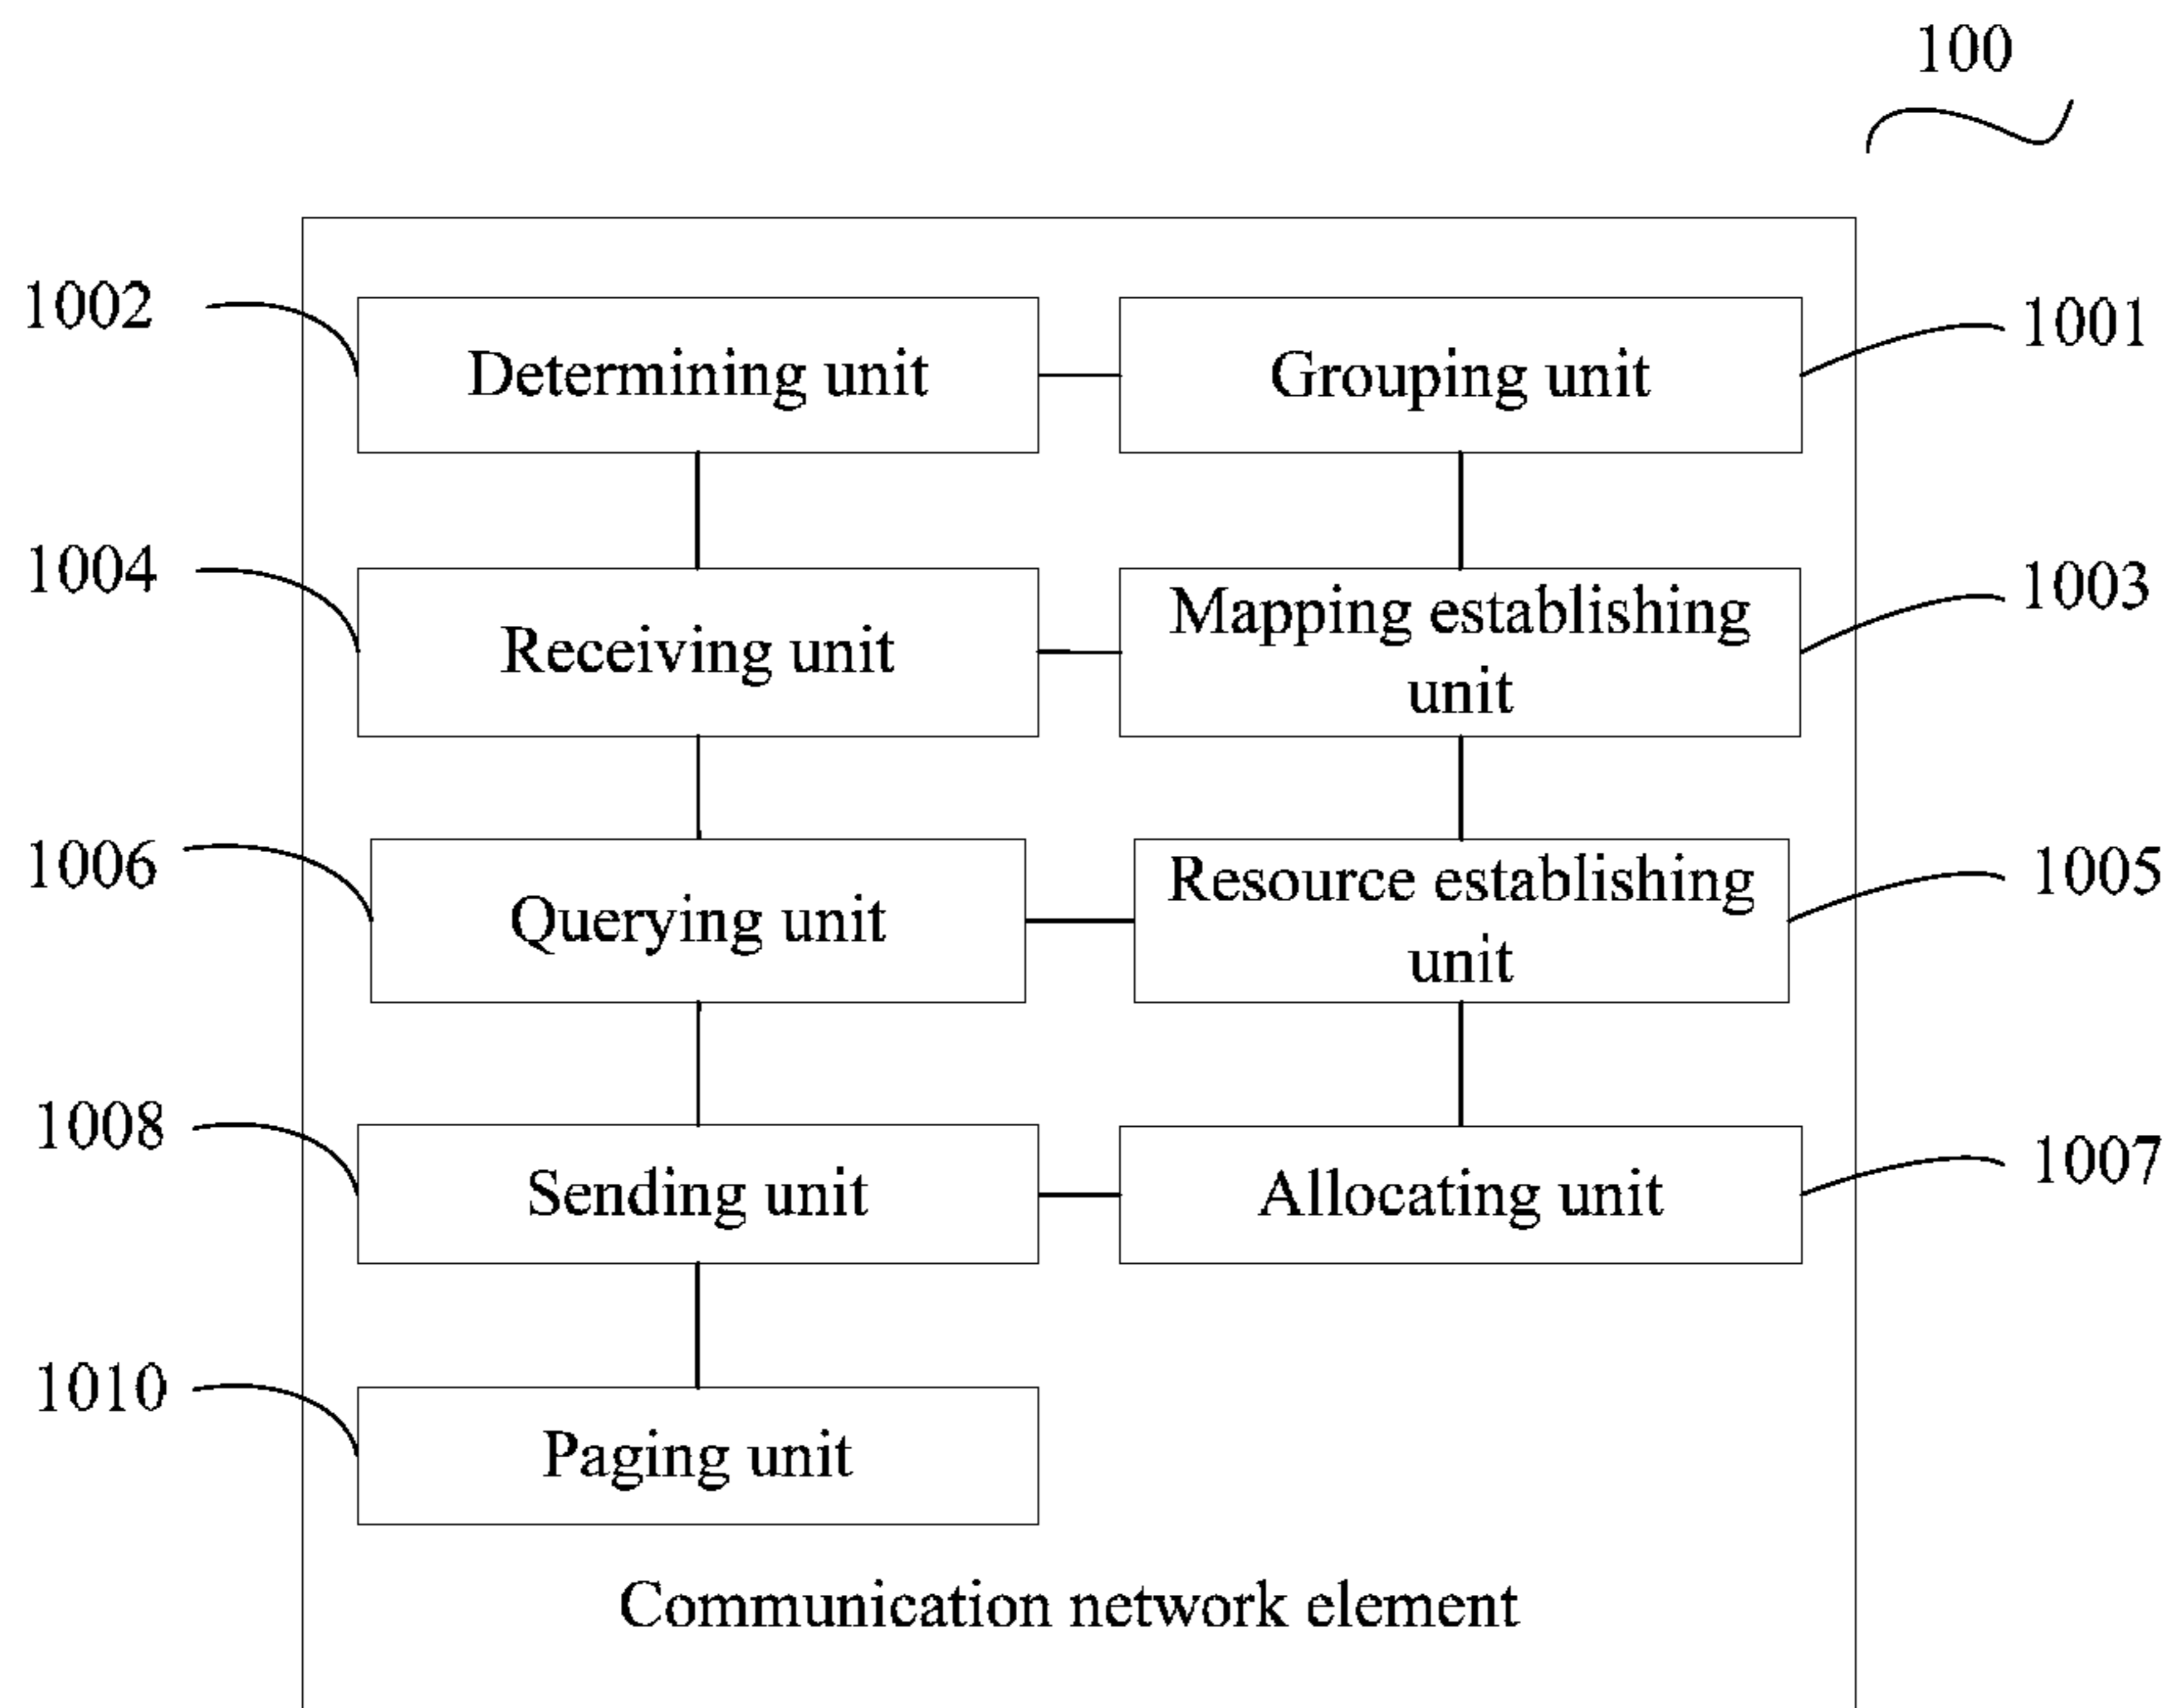 100
1002
Determining unit
Grouping unit
1001
1004
Receiving unit
Mapping establishing
unit
1003
1006
Querying unit
Resource establishing
unit
1005
1008
Sending unit
Allocating unit
1007
1010
Paging unit
Communication network element